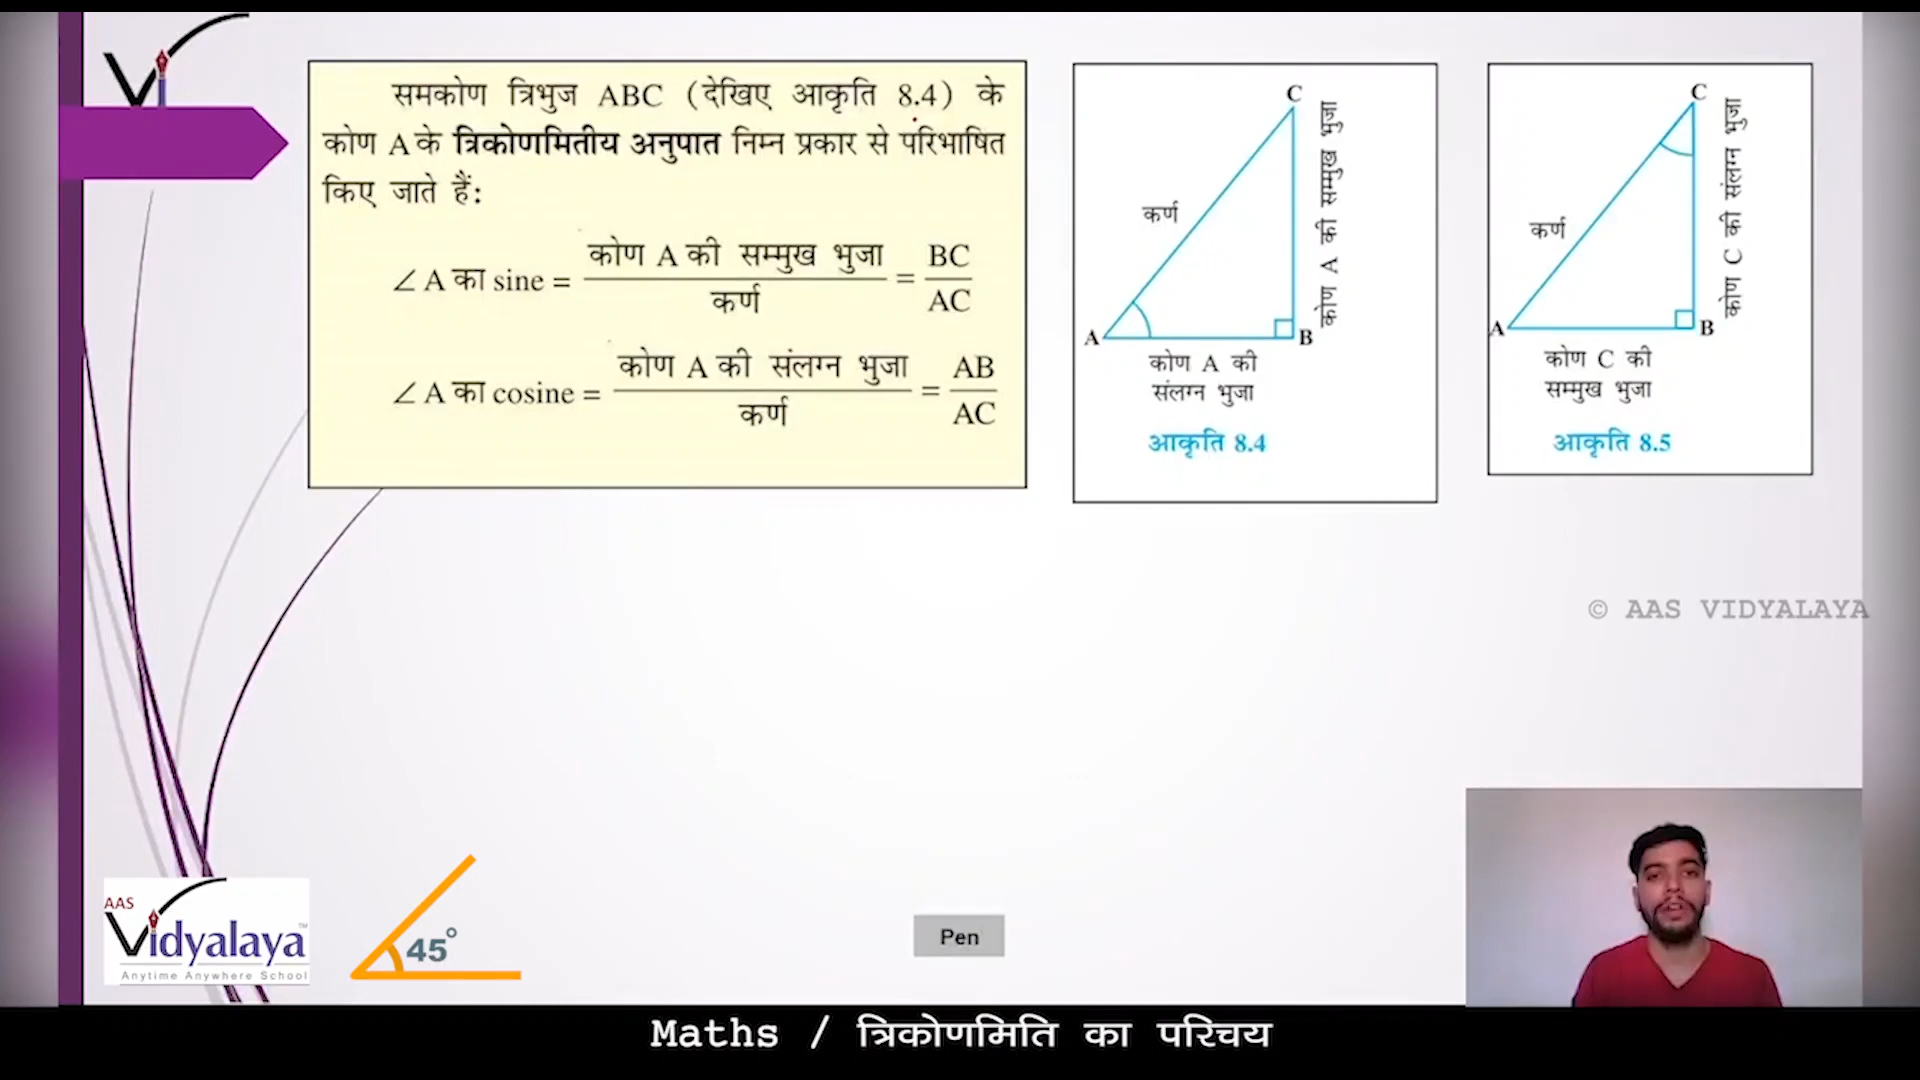 समकोण त्रिभुज ABC (देखिए आकृति 8.4) के
कोण A के त्रिकोणमितीय अनुपात निम्न प्रकार से परिभाषित
किए जाते हैं:
∠ A का sine = कोण A की सम्मुख भुजा / कर्ण = BC / AC
∠ A का cosine = कोण A की संलग्न भुजा / कर्ण = AB / AC
C
कर्ण
कोण A की सम्मुख भुजा
A
B
कोण A की
संलग्न भुजा
आकृति 8.4
C
कर्ण
कोण C की संलग्न भुजा
A
B
कोण C की
सम्मुख भुजा
आकृति 8.5
© AAS VIDYALAYA
AAS
Vidyalaya™
Anytime Anywhere School
45°
Pen
Maths / त्रिकोणमिति का परिचय